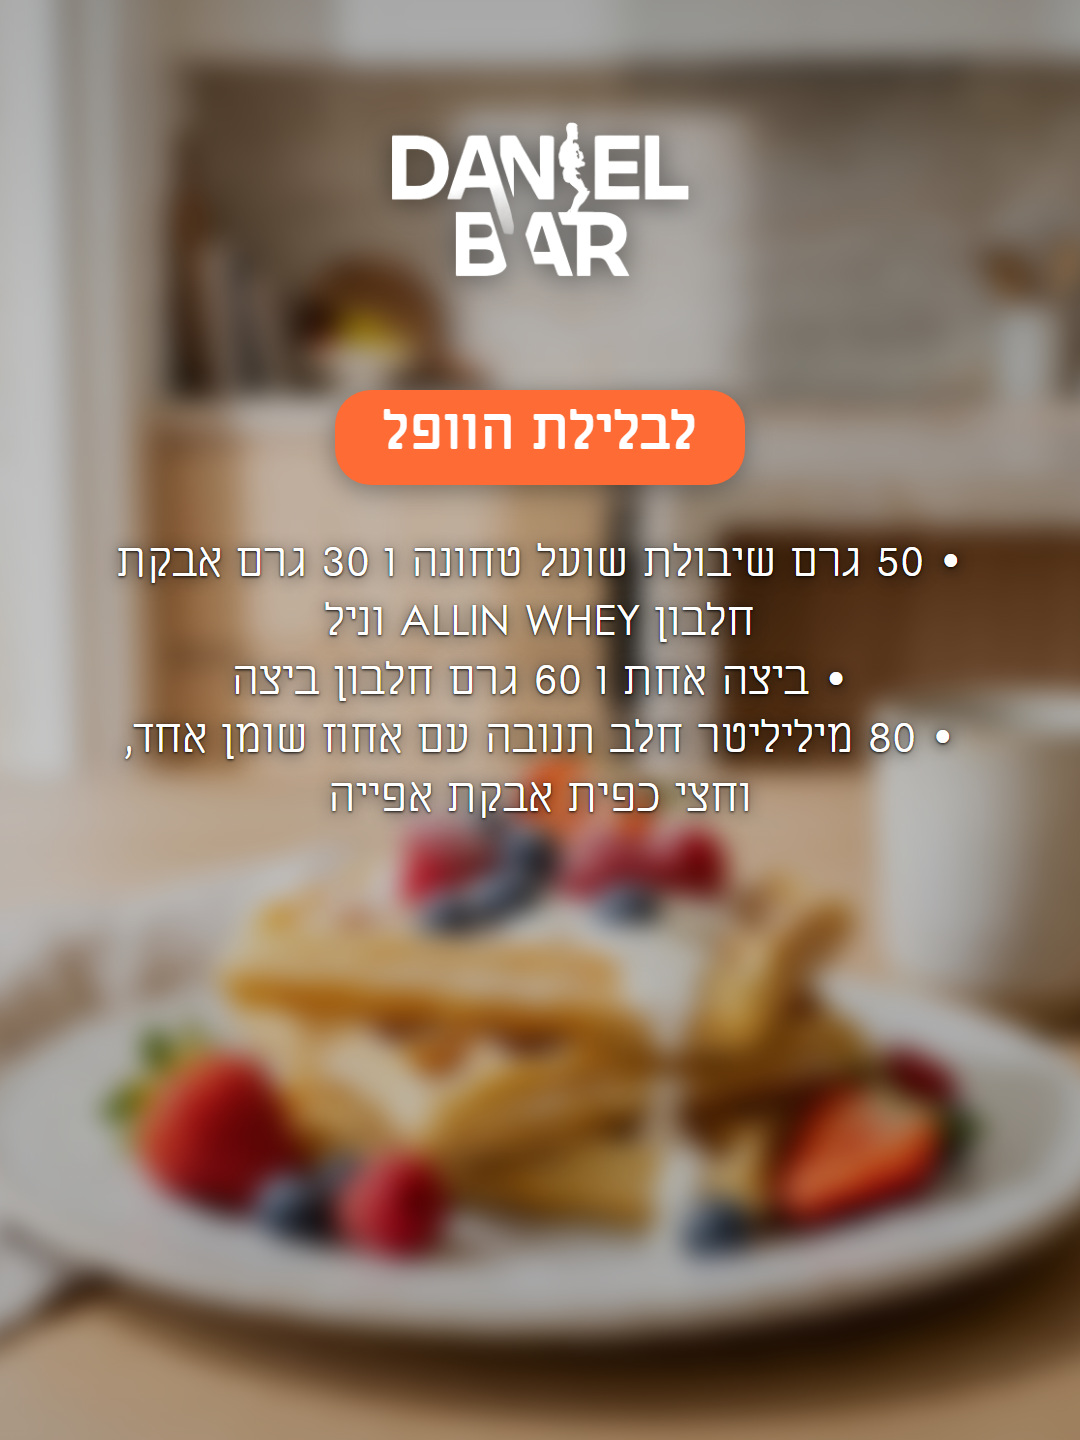 DANIEL
BAR
לבלילת הוופל
• 50 גרם שיבולת שועל טחונה ו 30 גרם אבקת
חלבון ALLIN WHEY וניל
• ביצה אחת ו 60 גרם חלבון ביצה
• 80 מיליליטר חלב תנובה עם אחוז שומן אחד,
וחצי כפית אבקת אפייה